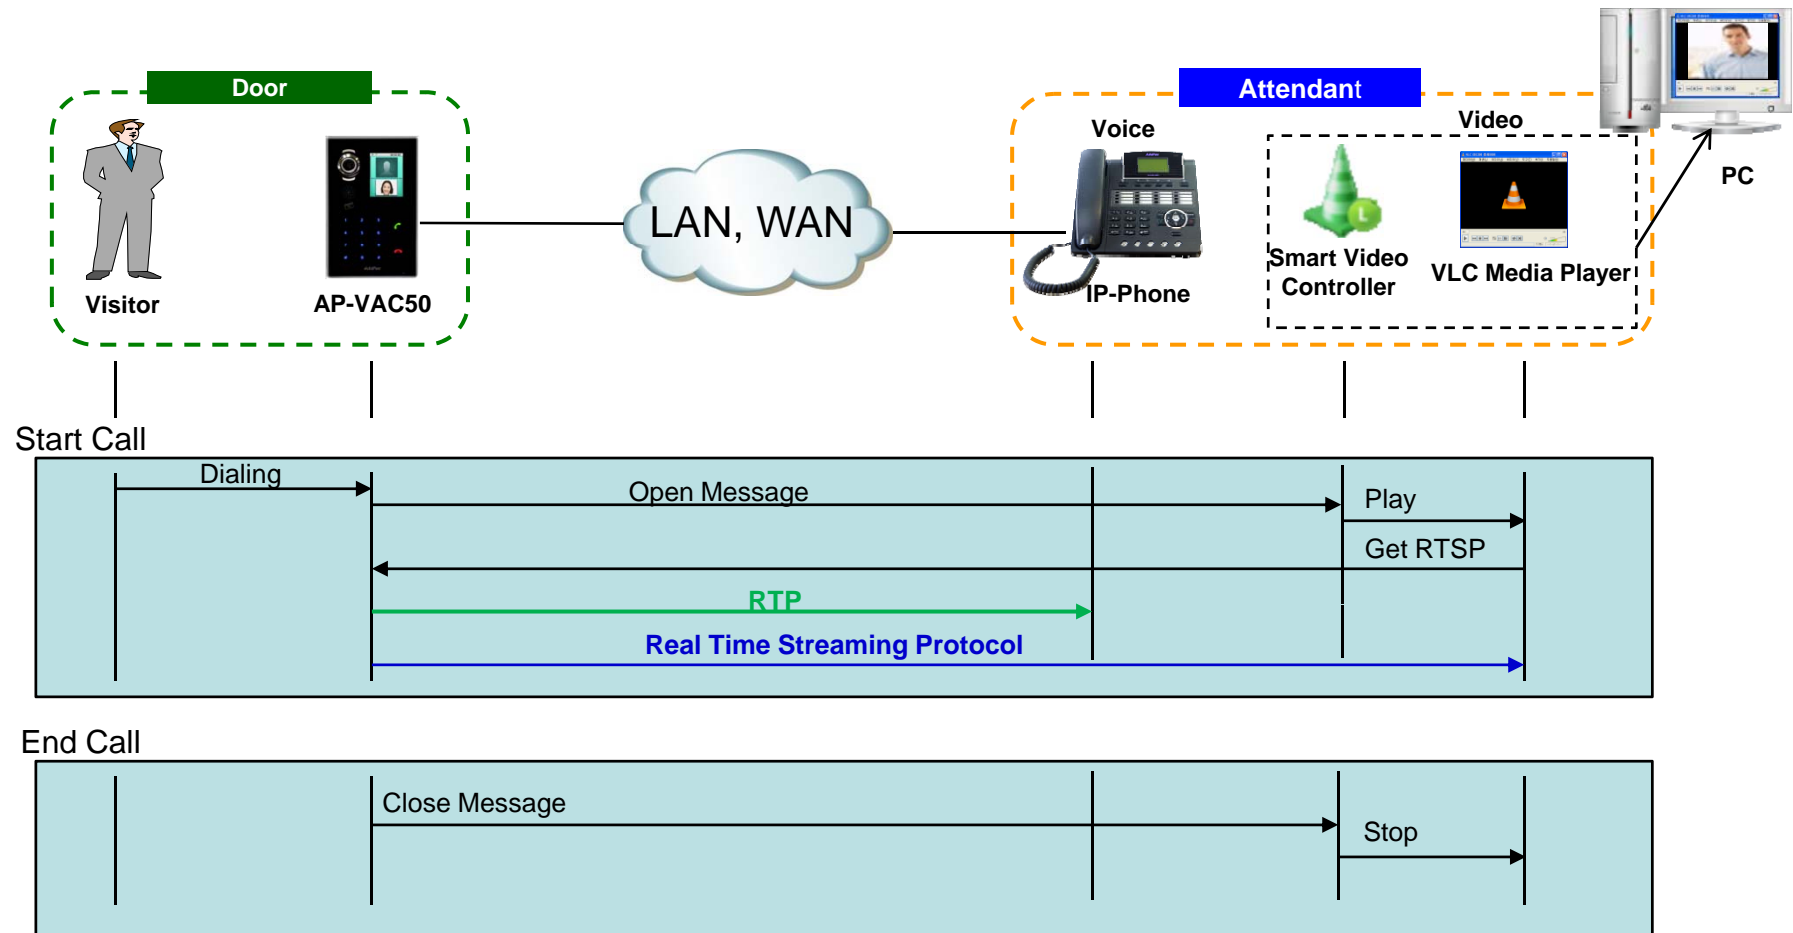 Door
Attendant
Voice
Video
PC
LAN, WAN
L
Smart Video
Controller
VLC Media Player
Visitor
AP-VAC50
IP-Phone
Start Call
Dialing
Open Message
Play
Get RTSP
RTP
Real Time Streaming Protocol
End Call
Close Message
Stop